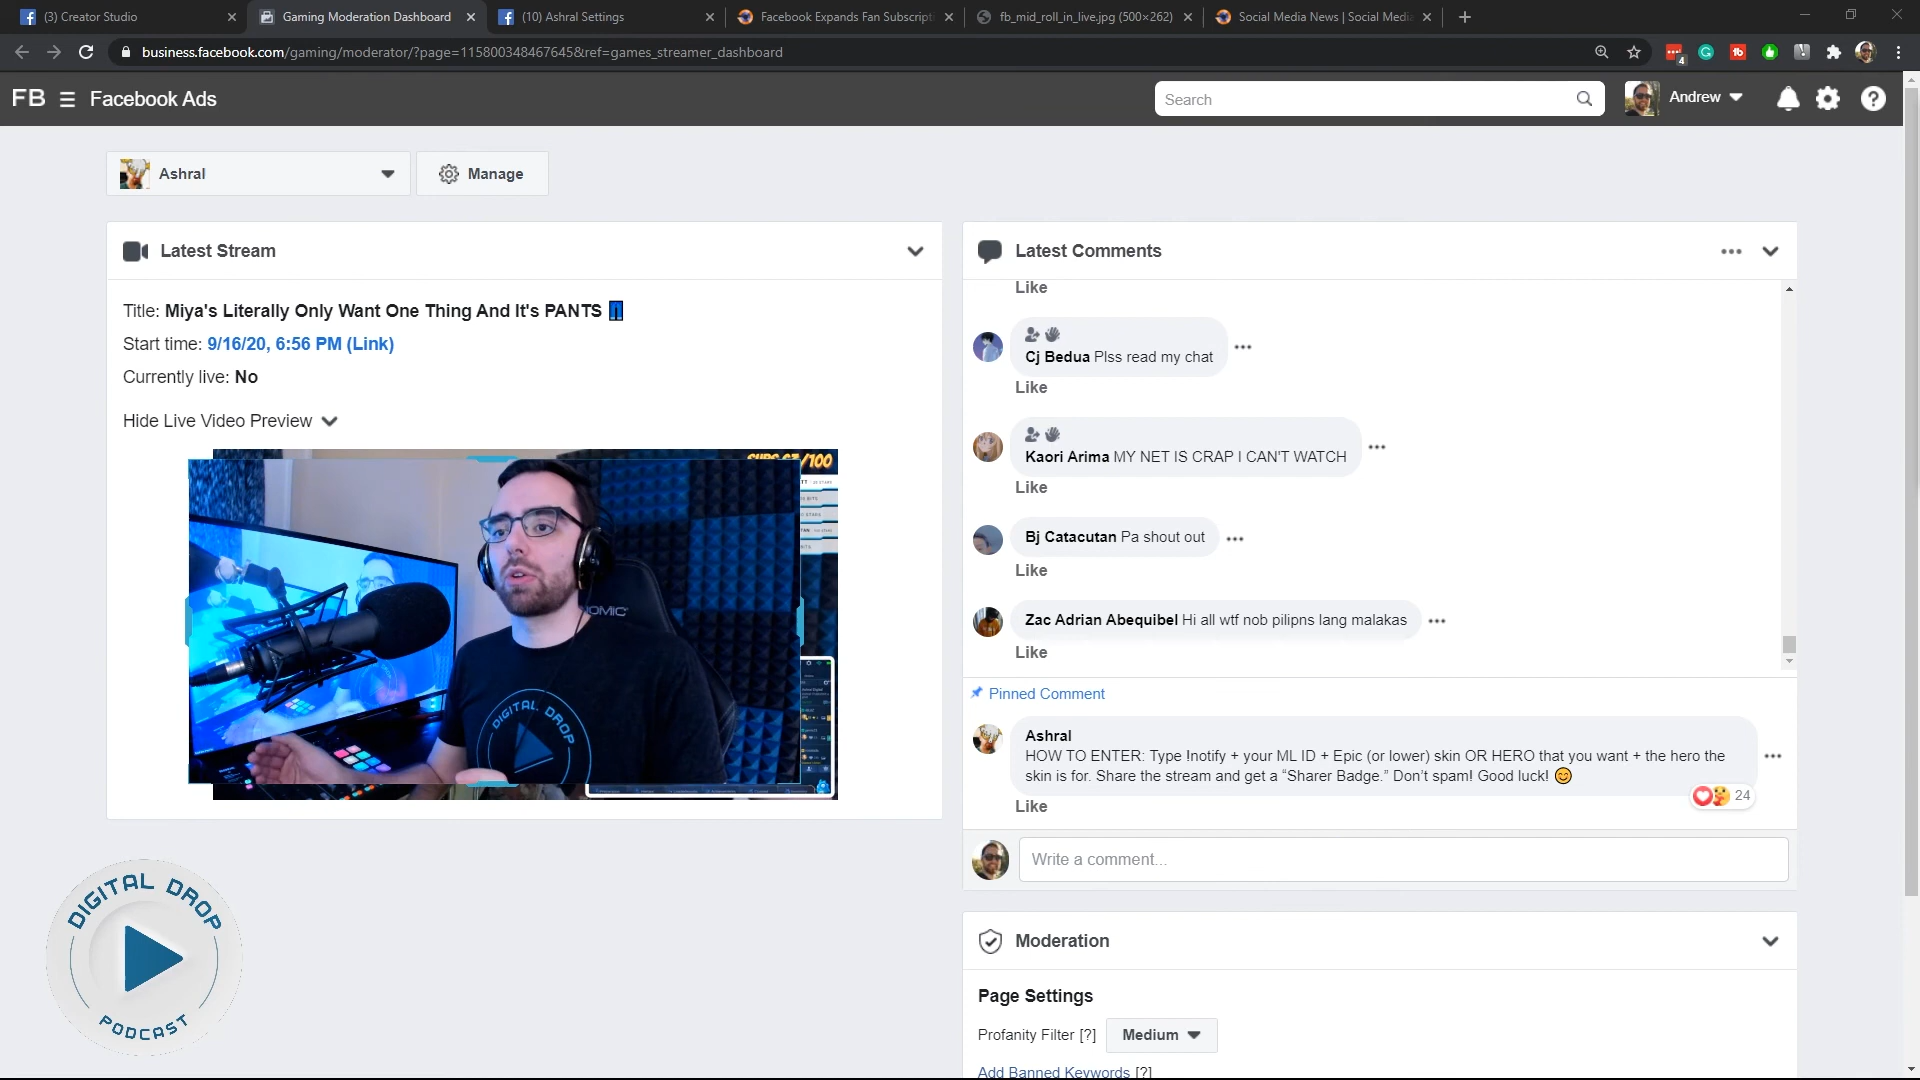 (3) Creator Studio
Gaming Moderation Dashboard
(10) Ashral Settings
Facebook Expands Fan Subscripti
fb_mid_roll_in_live.jpg (500×262)
Social Media News | Social Media
business.facebook.com/gaming/moderator/?page=115800348467645&ref=games_streamer_dashboard
FB Facebook Ads
Search
Andrew
Ashral
Manage
Latest Stream
Title: Miya's Literally Only Want One Thing And It's PANTS
Start time: 9/16/20, 6:56 PM (Link)
Currently live: No
Hide Live Video Preview
/100
DIGITAL DROP
DIGITAL DROP
PODCAST
Latest Comments
Like
Cj Bedua Plss read my chat
Like
Kaori Arima MY NET IS CRAP I CAN'T WATCH
Like
Bj Catacutan Pa shout out
Like
Zac Adrian Abequibel Hi all wtf nob pilipns lang malakas
Like
Pinned Comment
Ashral
HOW TO ENTER: Type !notify + your ML ID + Epic (or lower) skin OR HERO that you want + the hero the
skin is for. Share the stream and get a “Sharer Badge.” Don’t spam! Good luck! 😊
24
Like
Write a comment...
Moderation
Page Settings
Profanity Filter [?] Medium
Add Banned Keywords [?]